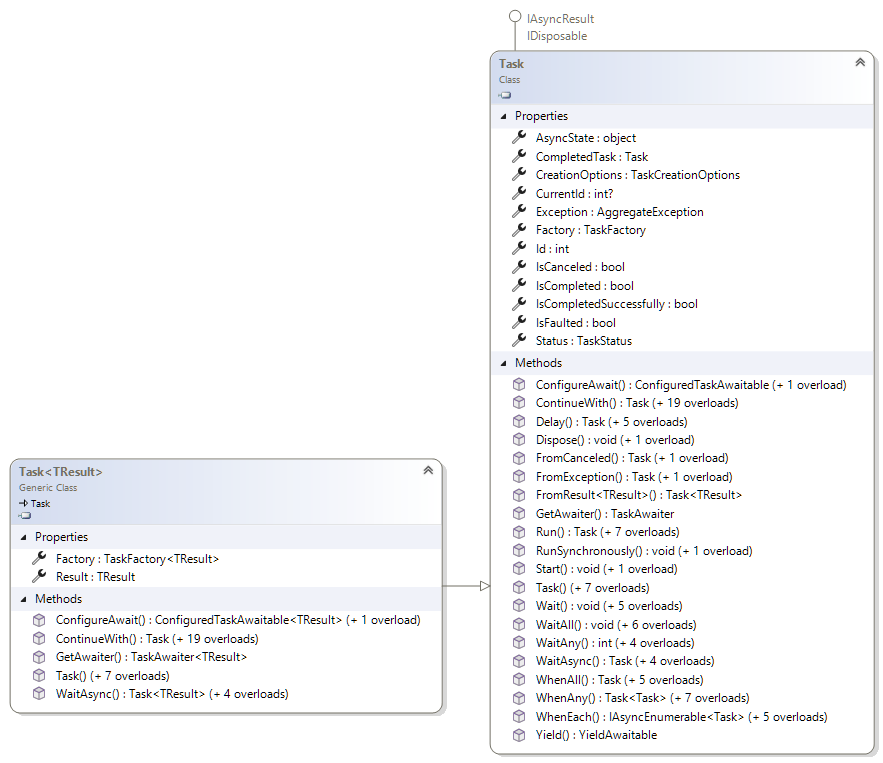 IAsyncResult
IDisposable
Task
Class
Properties
AsyncState : object
CompletedTask : Task
CreationOptions : TaskCreationOptions
CurrentId : int?
Exception : AggregateException
Factory : TaskFactory
Id : int
IsCanceled : bool
IsCompleted : bool
IsCompletedSuccessfully : bool
IsFaulted : bool
Status : TaskStatus
Methods
ConfigureAwait() : ConfiguredTaskAwaitable (+ 1 overload)
ContinueWith() : Task (+ 19 overloads)
Delay() : Task (+ 5 overloads)
Dispose() : void (+ 1 overload)
FromCanceled() : Task (+ 1 overload)
FromException() : Task (+ 1 overload)
FromResult<TResult>() : Task<TResult>
GetAwaiter() : TaskAwaiter
Run() : Task (+ 7 overloads)
RunSynchronously() : void (+ 1 overload)
Start() : void (+ 1 overload)
Task() (+ 7 overloads)
Wait() : void (+ 5 overloads)
WaitAll() : void (+ 6 overloads)
WaitAny() : int (+ 4 overloads)
WaitAsync() : Task (+ 4 overloads)
WhenAll() : Task (+ 5 overloads)
WhenAny() : Task<Task> (+ 7 overloads)
WhenEach() : IAsyncEnumerable<Task> (+ 5 overloads)
Yield() : YieldAwaitable
Task<TResult>
Generic Class
Task
Properties
Factory : TaskFactory<TResult>
Result : TResult
Methods
ConfigureAwait() : ConfiguredTaskAwaitable<TResult> (+ 1 overload)
ContinueWith() : Task (+ 19 overloads)
GetAwaiter() : TaskAwaiter<TResult>
Task() (+ 7 overloads)
WaitAsync() : Task<TResult> (+ 4 overloads)